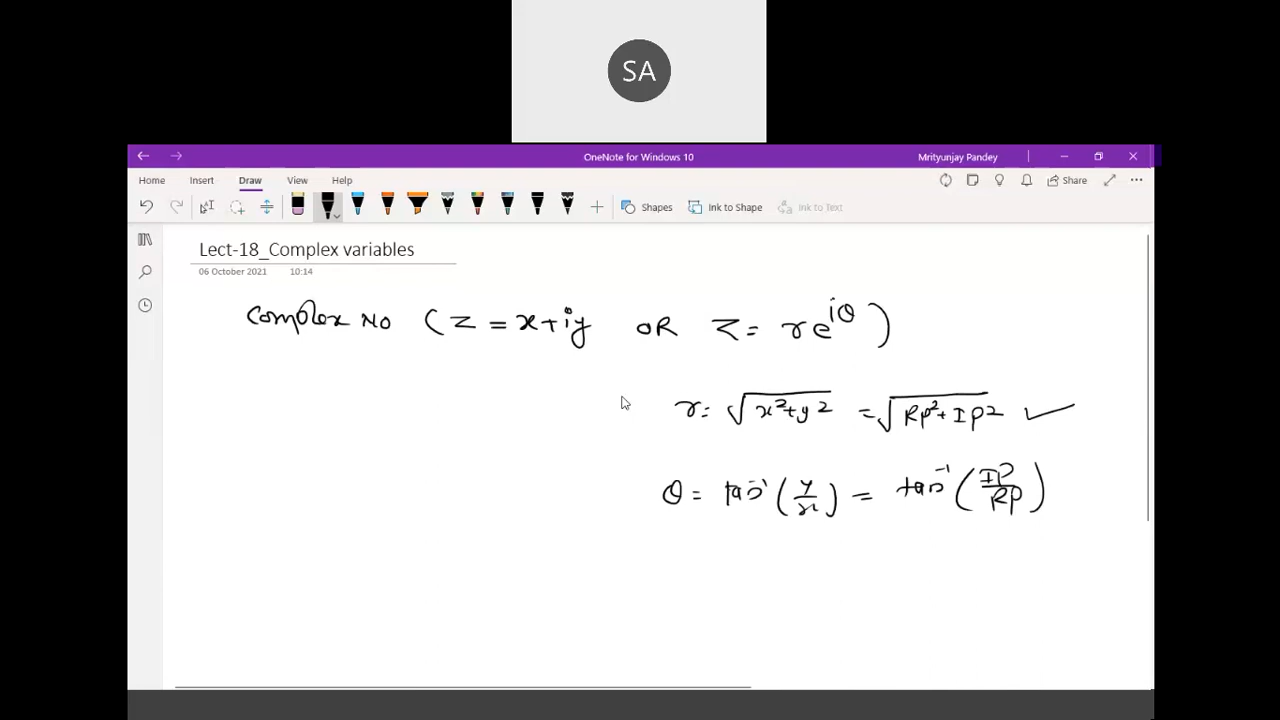 SA
OneNote for Windows 10
Mrityunjay Pandey
Home Insert Draw View Help
Share
Shapes Ink to Shape Ink to Text
Lect-18_Complex variables
06 October 2021 10:14
Complex No (z = x+iy OR z = re^{iθ})
r = √(x²+y²) = √(RP²+IP²) ✓
θ = tan⁻¹(y/x) = tan⁻¹(IP/RP)